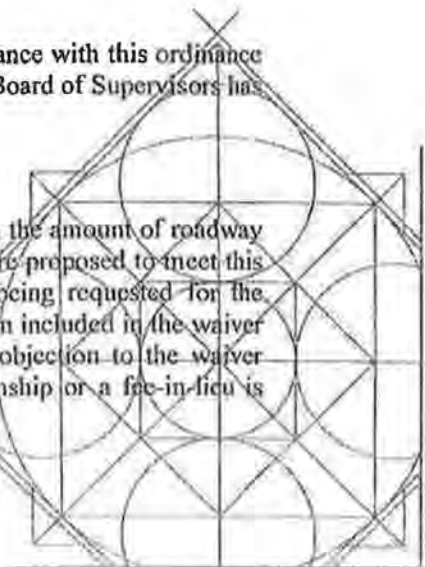 ance with this ordinance
Board of Supervisors has
the amount of roadway
re proposed to meet this
being requested for the
n included in the waiver
objection to the waiver
nship or a fee-in-lieu is